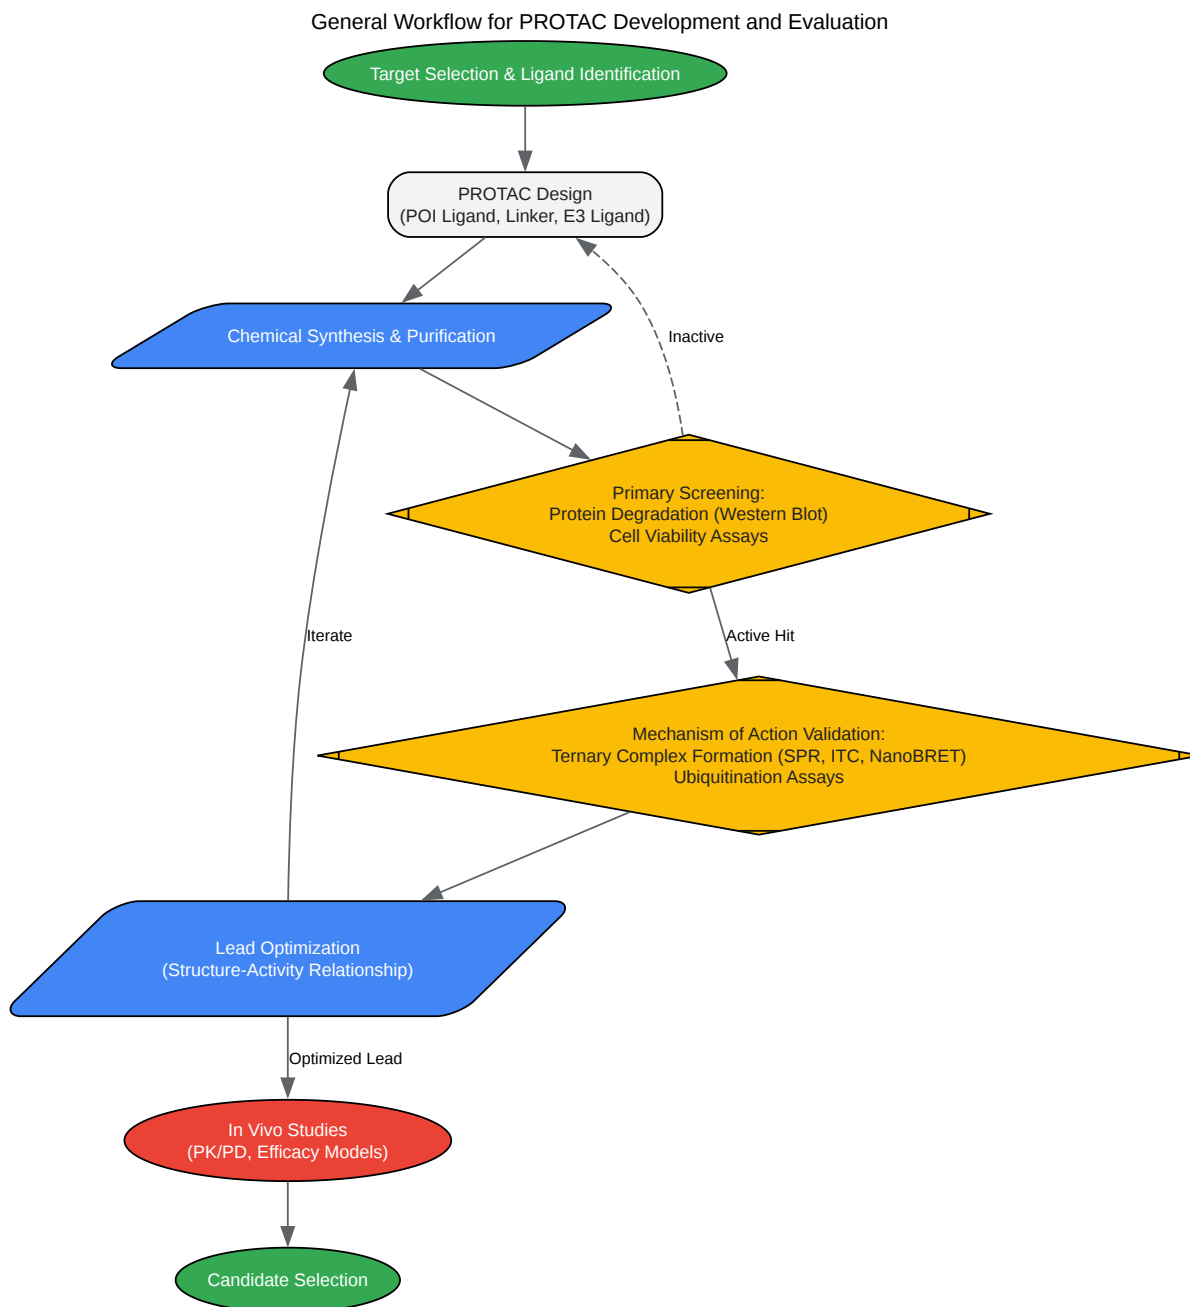 General Workflow for PROTAC Development and Evaluation
Target Selection & Ligand Identification
PROTAC Design
(POI Ligand, Linker, E3 Ligand)
Chemical Synthesis & Purification
Inactive
Primary Screening:
Protein Degradation (Western Blot)
Cell Viability Assays
Iterate
Active Hit
Mechanism of Action Validation:
Ternary Complex Formation (SPR, ITC, NanoBRET)
Ubiquitination Assays
Lead Optimization
(Structure-Activity Relationship)
Optimized Lead
In Vivo Studies
(PK/PD, Efficacy Models)
Candidate Selection